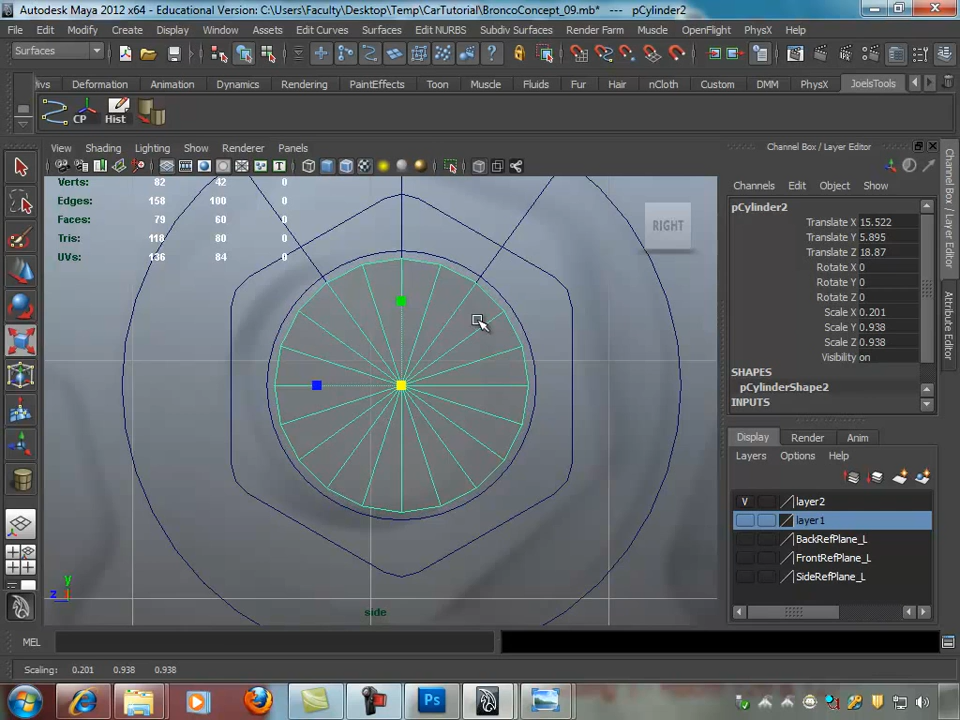 Autodesk Maya 2012 x64 - Educational Version: C:\Users\Faculty\Desktop\Temp\CarTutorial\BroncoConcept_09.mb* --- pCylinder2
File Edit Modify Create Display Window Assets Edit Curves Surfaces Edit NURBS Subdiv Surfaces Render Farm Muscle OpenFlight PhysX Help
Surfaces
ivs Deformation Animation Dynamics Rendering PaintEffects Toon Muscle Fluids Fur Hair nCloth Custom DMM PhysX JoelsTools
CP Hist
View Shading Lighting Show Renderer Panels
Channel Box / Layer Editor
Verts: 82 42 0
Edges: 158 100 0
Faces: 79 60 0
Tris: 118 80 0
UVs: 136 84 0
RIGHT
y
z
side
Channels Edit Object Show
pCylinder2
Translate X 15.522
Translate Y 5.895
Translate Z 18.87
Rotate X 0
Rotate Y 0
Rotate Z 0
Scale X 0.201
Scale Y 0.938
Scale Z 0.938
Visibility on
SHAPES
pCylinderShape2
INPUTS
Display Render Anim
Layers Options Help
V layer2
layer1
BackRefPlane_L
FrontRefPlane_L
SideRefPlane_L
Channel Box / Layer Editor
Attribute Editor
MEL
Scaling: 0.201 0.938 0.938
Ps